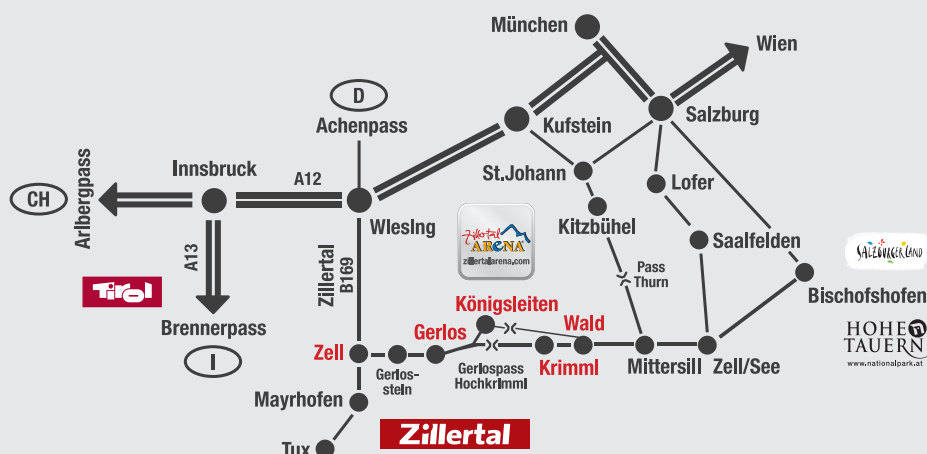 München
Wien
D
Achenpass
Kufstein
Salzburg
Innsbruck
A12
St.Johann
Lofer
CH
Arlbergpass
WIesIng
Kitzbühel
Zillertal
ARENA
zillertalarena.com
Saalfelden
SALZBURGERLAND
A13
Zillertal
B169
Pass
Thurn
Tirol
Bischofshofen
Königsleiten
Brennerpass
I
Zell
Gerlos
Wald
HOHE
TAUERN
www.nationalpark.at
Gerlos-
stein
Gerlospass
Hochkrimml
Krimml
Mittersill
Zell/See
Mayrhofen
Zillertal
Tux